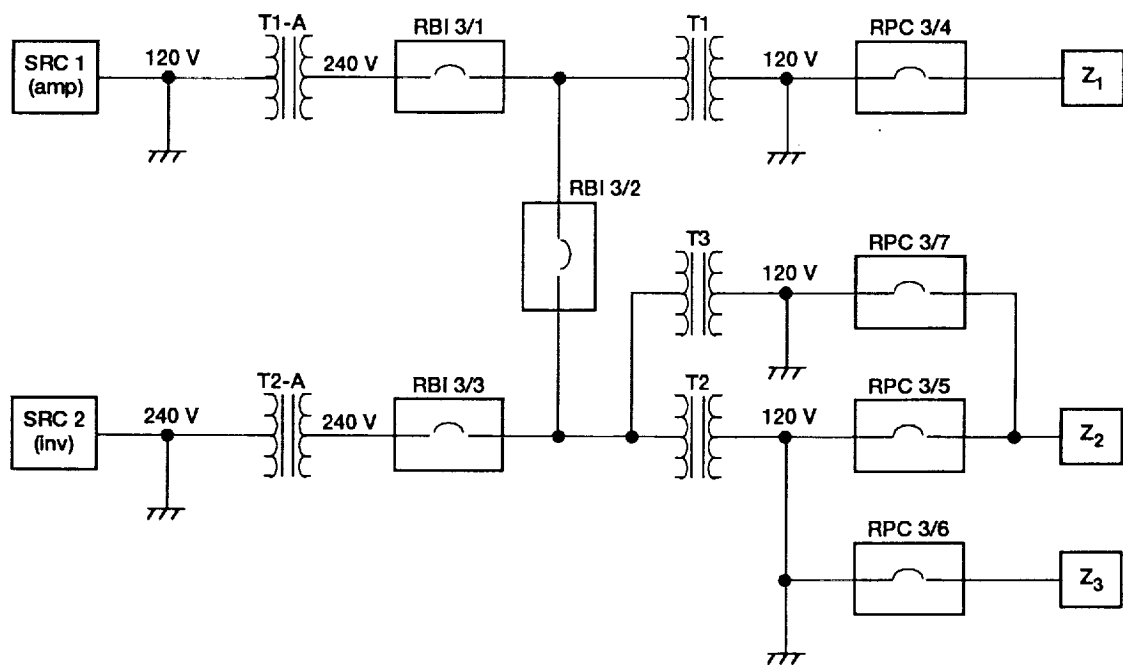 T1-A
RBI 3/1
T1
RPC 3/4
SRC 1
(amp)
120 V
240 V
120 V
Z1
RBI 3/2
T3
RPC 3/7
120 V
T2-A
RBI 3/3
T2
RPC 3/5
SRC 2
(inv)
240 V
240 V
120 V
Z2
RPC 3/6
Z3